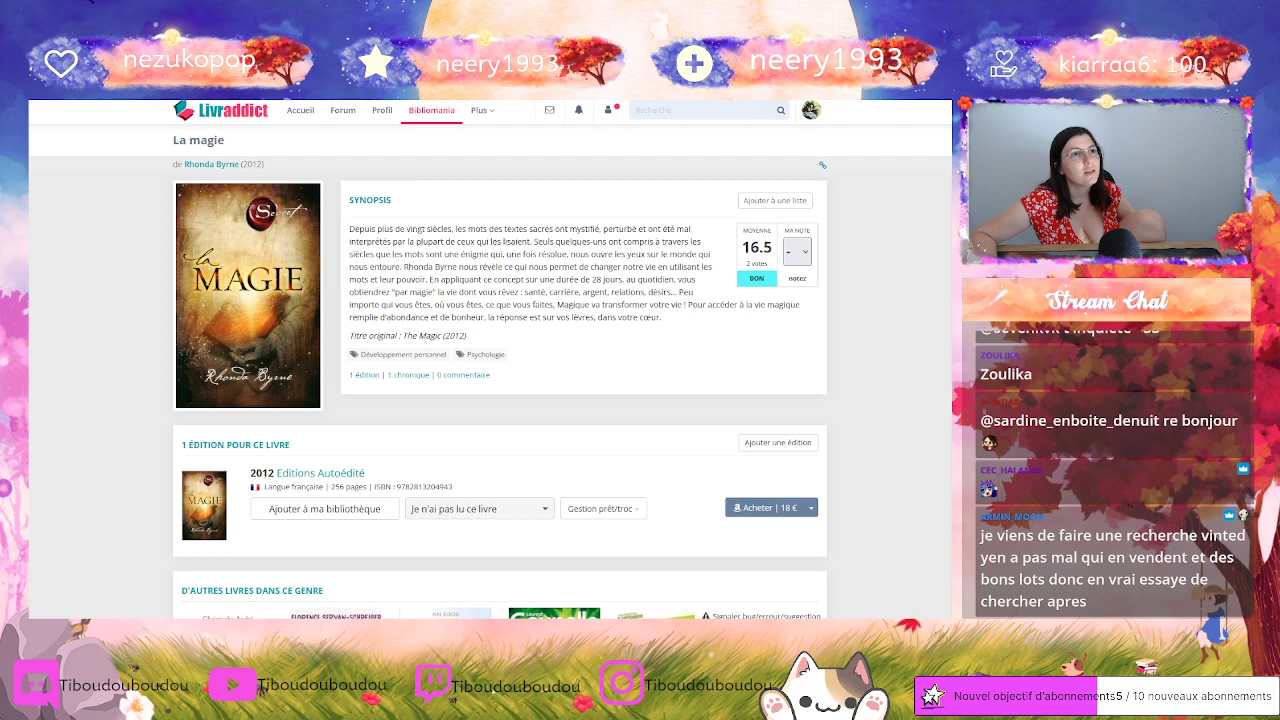 nezukopop
neery1993
neery1993
kiarraa6: 100
Livraddict
Accueil
Forum
Profil
Bibliomania
Plus
Recherche
La magie
de Rhonda Byrne (2012)
Secret
la
MAGIE
Rhonda Byrne
SYNOPSIS
Ajouter à une liste
Depuis plus de vingt siècles, les mots des textes sacrés ont mystifié, perturbé et ont été mal
interprétés par la plupart de ceux qui les lisaient. Seuls quelques-uns ont compris à travers les
siècles que les mots sont une énigme qui, une fois résolue, nous ouvre les yeux sur le monde qui
nous entoure. Rhonda Byrne nous révèle ce qui nous permet de changer notre vie en utilisant les
mots et leur pouvoir. En appliquant ce concept sur une durée de 28 jours, au quotidien, vous
obtiendrez "par magie" la vie dont vous rêvez : santé, carrière, argent, relations, désirs... Peu
importe qui vous êtes, où vous êtes, ce que vous faites, Magique va transformer votre vie ! Pour accéder à la vie magique
remplie d'abondance et de bonheur, la réponse est sur vos lèvres, dans votre cœur.
MOYENNE
16.5
2 votes
BON
MA NOTE
-
notez
Titre original : The Magic (2012)
Développement personnel
Psychologie
1 édition | 1 chronique | 0 commentaire
1 ÉDITION POUR CE LIVRE
Ajouter une édition
MAGIE
2012 Editions Autoédité
Langue française | 256 pages | ISBN : 9782813204943
Ajouter à ma bibliothèque
Je n'ai pas lu ce livre
Gestion prêt/troc
Acheter | 18 €
D'AUTRES LIVRES DANS CE GENRE
Christophe André
FLORENCE SERVAN-SCHREIBER
HAL ELROD
Signaler bug/erreur/suggestion
Stream Chat
ZOULIKA
Zoulika
@sardine_enboite_denuit re bonjour
je viens de faire une recherche vinted
yen a pas mal qui en vendent et des
bons lots donc en vrai essaye de
chercher apres
Tiboudouboudou
Tiboudouboudou
Tiboudouboudou
Tiboudouboudou
Nouvel objectif d'abonnements
5 / 10 nouveaux abonnements